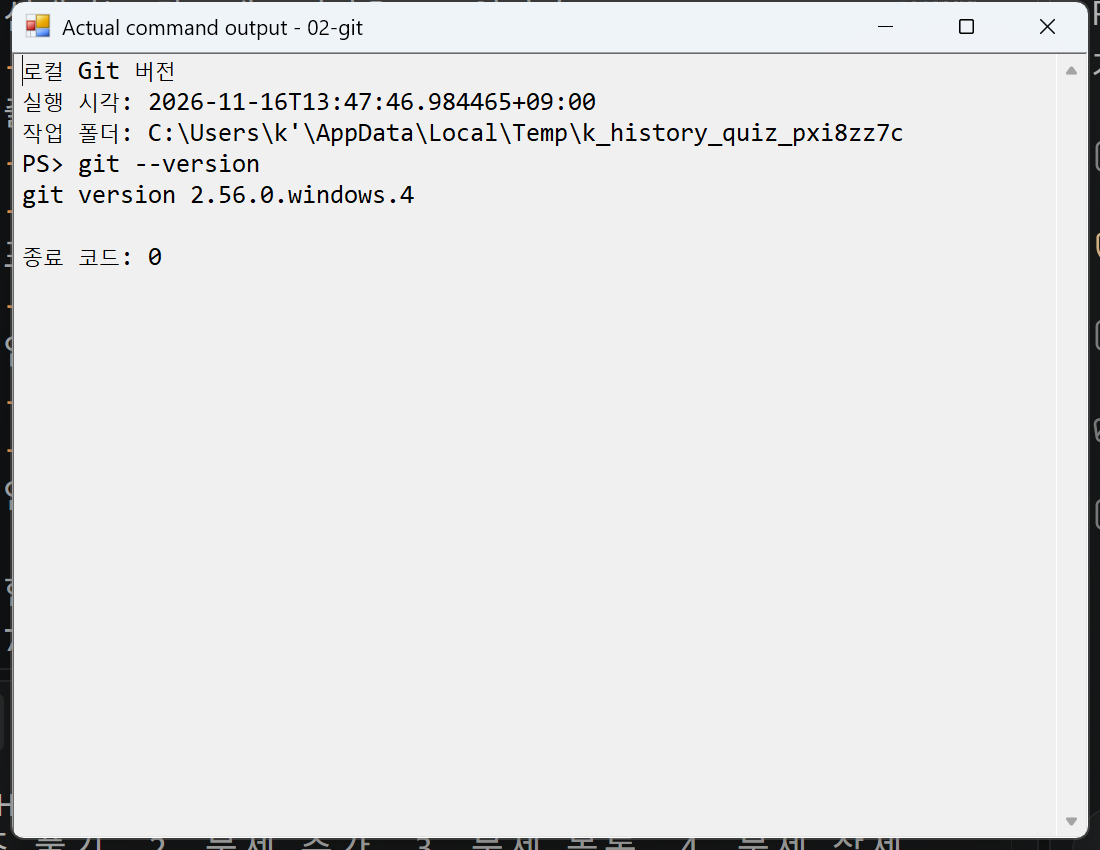 Actual command output - 02-git
로컬 Git 버전
실행 시각: 2026-11-16T13:47:46.984465+09:00
작업 폴더: C:\Users\k'\AppData\Local\Temp\k_history_quiz_pxi8zz7c
PS> git --version
git version 2.56.0.windows.4
종료 코드: 0